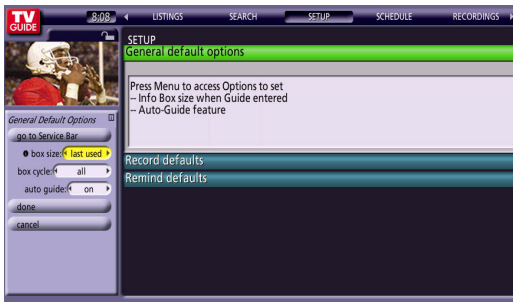 TV
GUIDE
8:08
LISTINGS SEARCH SETUP SCHEDULE RECORDINGS
SETUP
General default options
Press Menu to access Options to set
-- Info Box size when Guide entered
-- Auto-Guide feature
Record defaults
Remind defaults
General Default Options
go to Service Bar
box size: last used
box cycle: all
auto guide: on
done
cancel